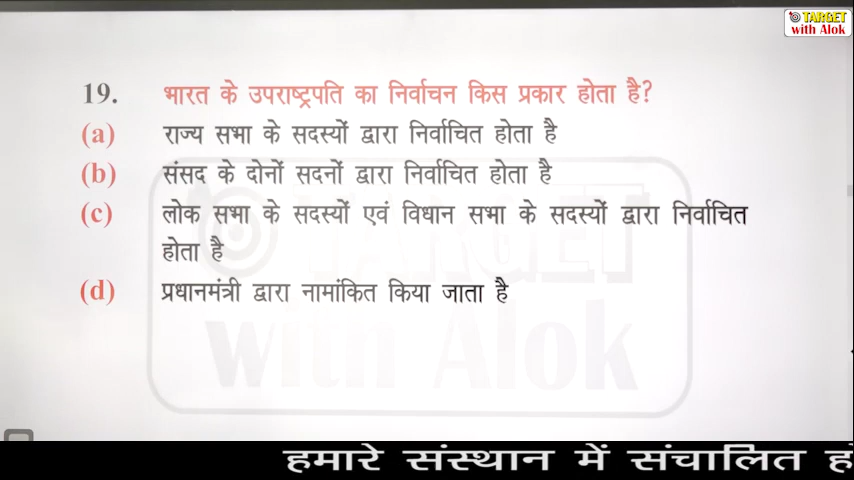 TARGET
with Alok
19. भारत के उपराष्ट्रपति का निर्वाचन किस प्रकार होता है?
(a) राज्य सभा के सदस्यों द्वारा निर्वाचित होता है
(b) संसद के दोनों सदनों द्वारा निर्वाचित होता है
(c) लोक सभा के सदस्यों एवं विधान सभा के सदस्यों द्वारा निर्वाचित
होता है
(d) प्रधानमंत्री द्वारा नामांकित किया जाता है
TARGET
with Alok
हमारे संस्थान में संचालित